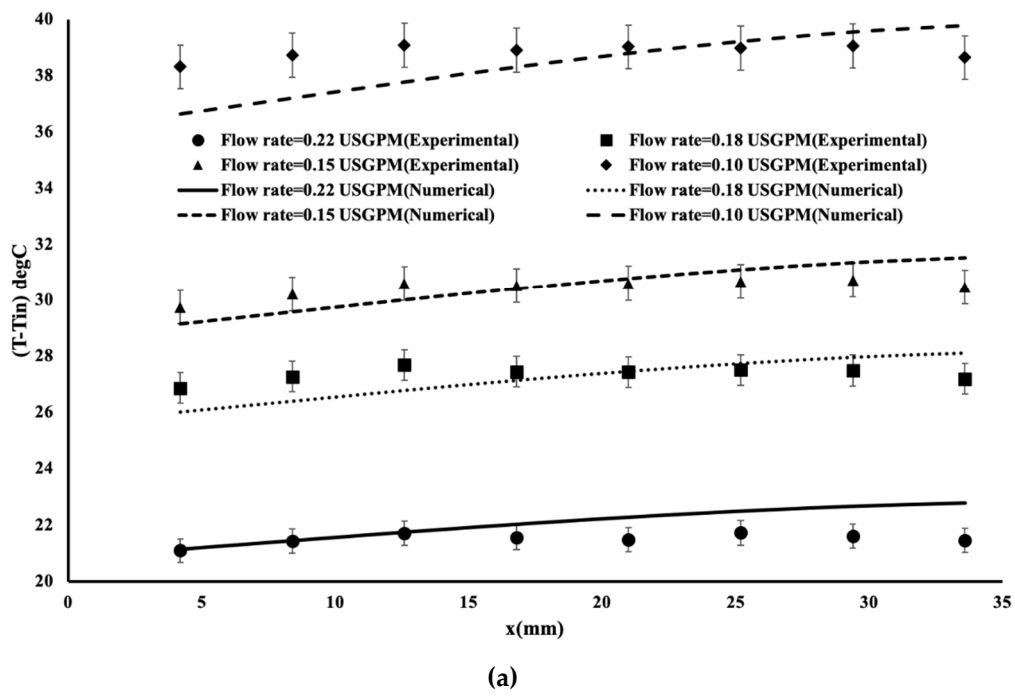 40
38
36
34
32
30
28
26
24
22
20
(T-Tin) degC
Flow rate=0.22 USGPM(Experimental)
Flow rate=0.18 USGPM(Experimental)
Flow rate=0.15 USGPM(Experimental)
Flow rate=0.10 USGPM(Experimental)
Flow rate=0.22 USGPM(Numerical)
Flow rate=0.18 USGPM(Numerical)
Flow rate=0.15 USGPM(Numerical)
Flow rate=0.10 USGPM(Numerical)
0 5 10 15 20 25 30 35
x(mm)
(a)